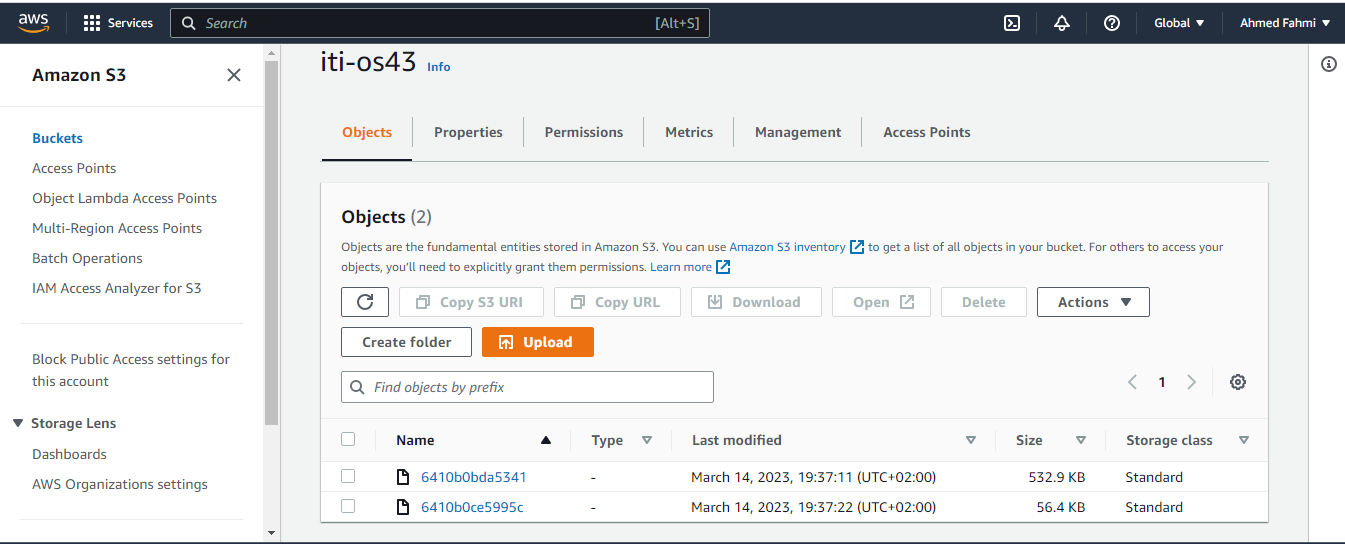 aws
Services
Search
[Alt+S]
Global
Ahmed Fahmi
Amazon S3
Buckets
Access Points
Object Lambda Access Points
Multi-Region Access Points
Batch Operations
IAM Access Analyzer for S3
Block Public Access settings for
this account
Storage Lens
Dashboards
AWS Organizations settings
iti-os43 Info
Objects Properties Permissions Metrics Management Access Points
Objects (2)
Objects are the fundamental entities stored in Amazon S3. You can use Amazon S3 inventory to get a list of all objects in your bucket. For others to access your
objects, you'll need to explicitly grant them permissions. Learn more
Copy S3 URI Copy URL Download Open Delete Actions
Create folder Upload
Find objects by prefix
1
Name Type Last modified Size Storage class
6410b0bda5341 - March 14, 2023, 19:37:11 (UTC+02:00) 532.9 KB Standard
6410b0ce5995c - March 14, 2023, 19:37:22 (UTC+02:00) 56.4 KB Standard